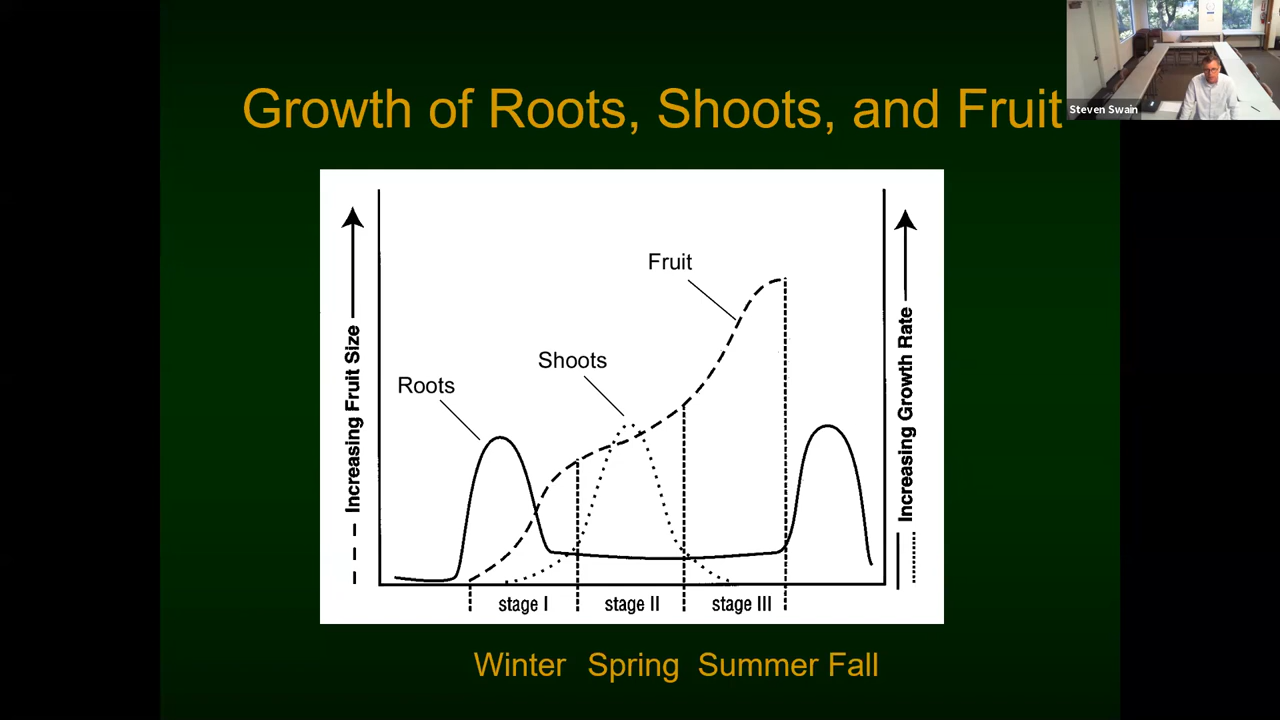 Growth of Roots, Shoots, and Fruit
Steven Swain
Increasing Fruit Size
Fruit
Shoots
Roots
Increasing Growth Rate
stage I
stage II
stage III
Winter Spring Summer Fall